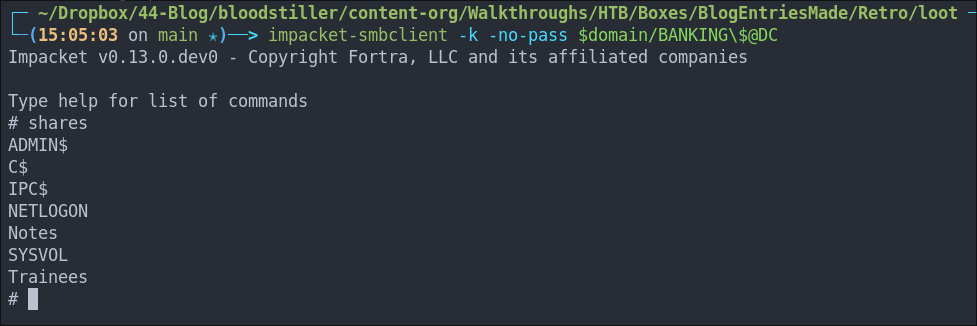 ~/Dropbox/44-Blog/bloodstiller/content-org/Walkthroughs/HTB/Boxes/BlogEntriesMade/Retro/loot
(15:05:03 on main ✭)──> impacket-smbclient -k -no-pass $domain/BANKING\$@DC
Impacket v0.13.0.dev0 - Copyright Fortra, LLC and its affiliated companies
Type help for list of commands
# shares
ADMIN$
C$
IPC$
NETLOGON
Notes
SYSVOL
Trainees
#